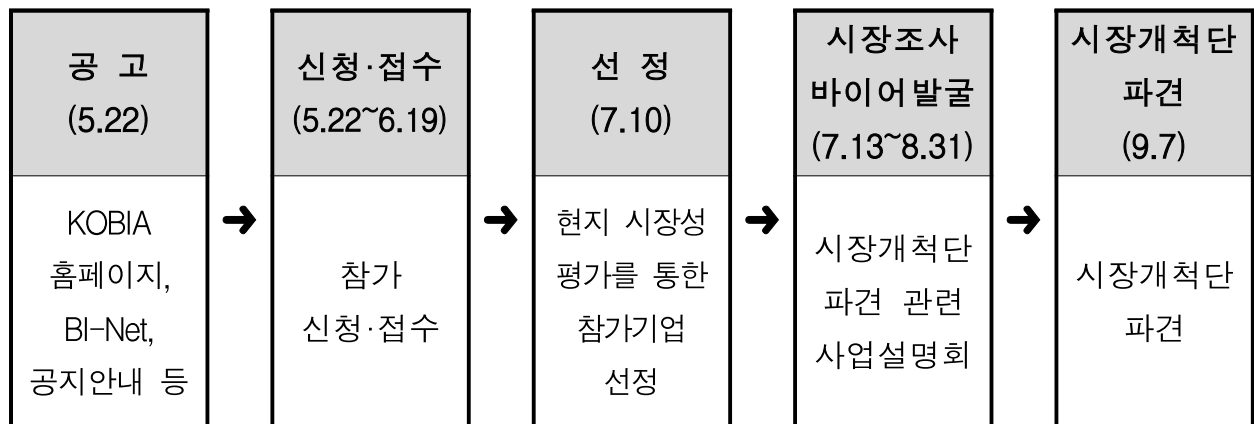 공 고
(5.22)
KOBIA
홈페이지,
BI-Net,
공지안내 등
➜
신청·접수
(5.22~6.19)
참가
신청·접수
➜
선 정
(7.10)
현지 시장성
평가를 통한
참가기업
선정
➜
시장조사
바이어발굴
(7.13~8.31)
시장개척단
파견 관련
사업설명회
➜
시장개척단
파견
(9.7)
시장개척단
파견